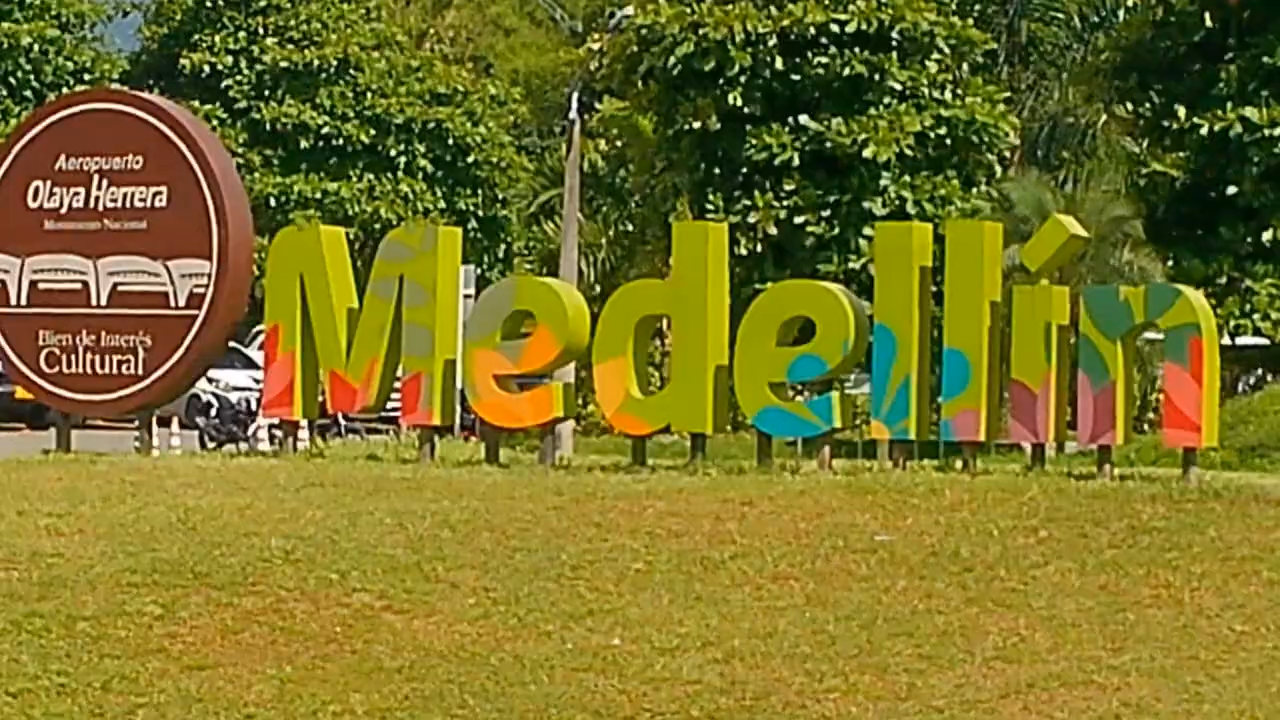 Aeropuerto
Olaya Herrera
Monumento Nacional
Bien de Interés
Cultural
Medellín